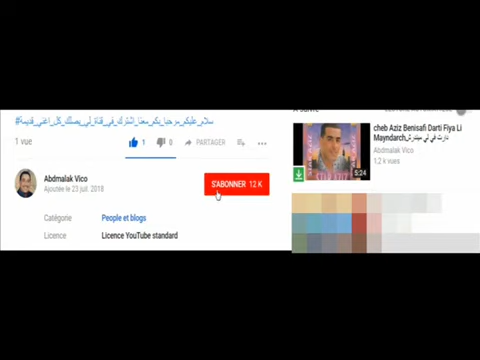 #سلام_عليكم_مرحبا_بكم_معنا_اشترك_في_قناة_لي_يصلك_كل_اغني_قديمة
1 vue
1
0
PARTAGER
Abdmalak Vico
Ajoutée le 23 juil. 2018
S'ABONNER 12 K
Catégorie
People et blogs
Licence
Licence YouTube standard
cheb Aziz Benisafi Darti Fiya Li
Mayndarch
Abdmalak Vico
1,2 k vues
5:24